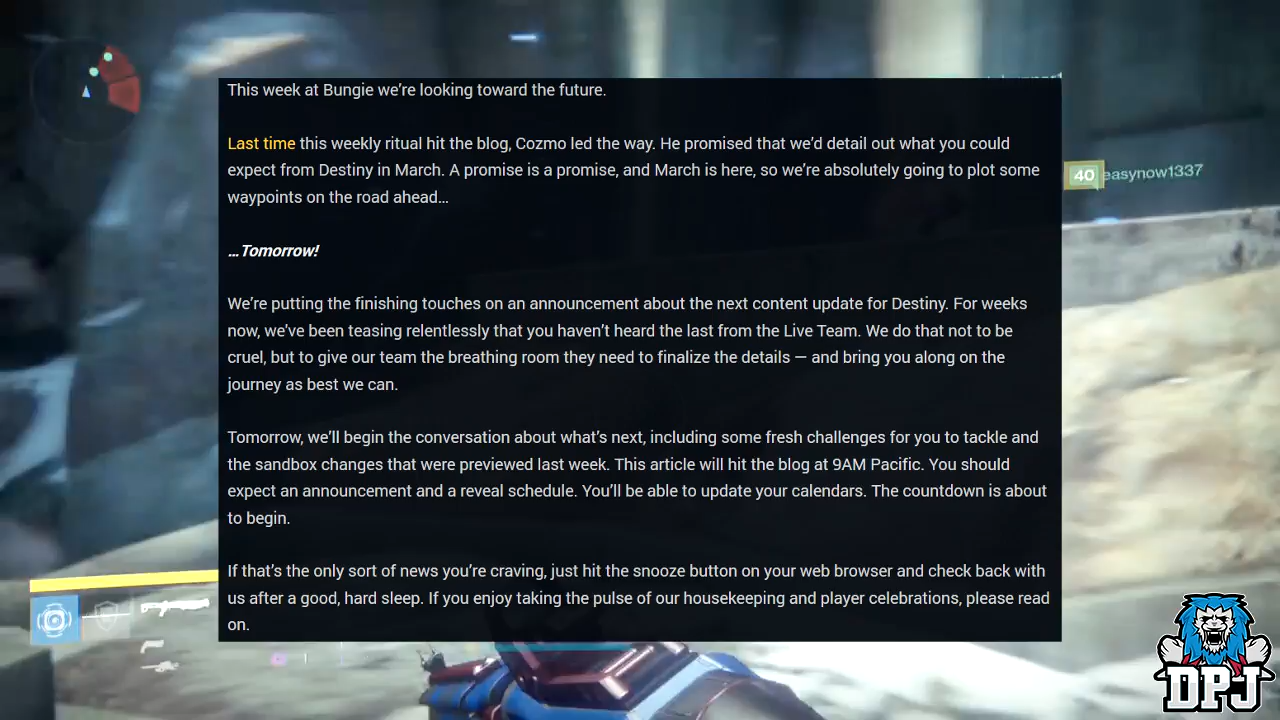 This week at Bungie we’re looking toward the future.
Last time this weekly ritual hit the blog, Cozmo led the way. He promised that we’d detail out what you could
expect from Destiny in March. A promise is a promise, and March is here, so we’re absolutely going to plot some
waypoints on the road ahead…
…Tomorrow!
We’re putting the finishing touches on an announcement about the next content update for Destiny. For weeks
now, we’ve been teasing relentlessly that you haven’t heard the last from the Live Team. We do that not to be
cruel, but to give our team the breathing room they need to finalize the details — and bring you along on the
journey as best we can.
Tomorrow, we’ll begin the conversation about what’s next, including some fresh challenges for you to tackle and
the sandbox changes that were previewed last week. This article will hit the blog at 9AM Pacific. You should
expect an announcement and a reveal schedule. You’ll be able to update your calendars. The countdown is about
to begin.
If that’s the only sort of news you’re craving, just hit the snooze button on your web browser and check back with
us after a good, hard sleep. If you enjoy taking the pulse of our housekeeping and player celebrations, please read
on.
40 easynow1337
DPJ